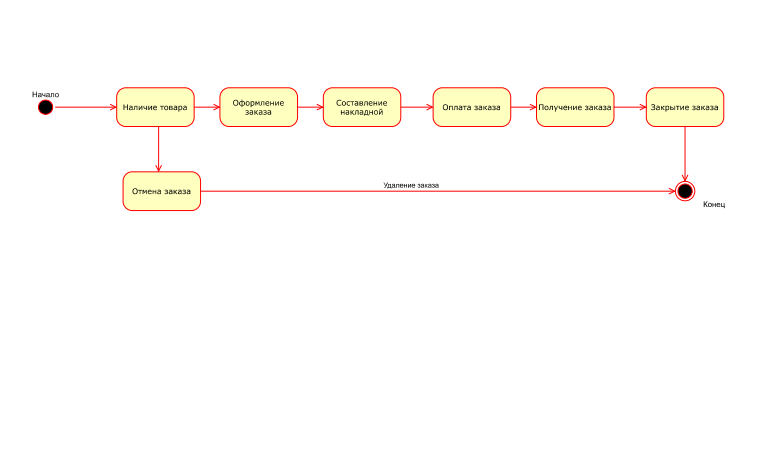 Начало
Наличие товара
Оформление
заказа
Составление
накладной
Оплата заказа
Получение заказа
Закрытие заказа
Отмена заказа
Удаление заказа
Конец